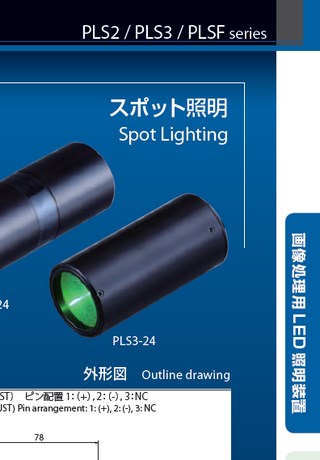 PLS2 / PLS3 / PLSF series
スポット照明
Spot Lighting
24
PLS3-24
画像処理用LED照明装置
外形図 Outline drawing
ST) ピン配置 1: (+) , 2: (-) , 3: NC
UST) Pin arrangement: 1: (+), 2: (-), 3: NC
78